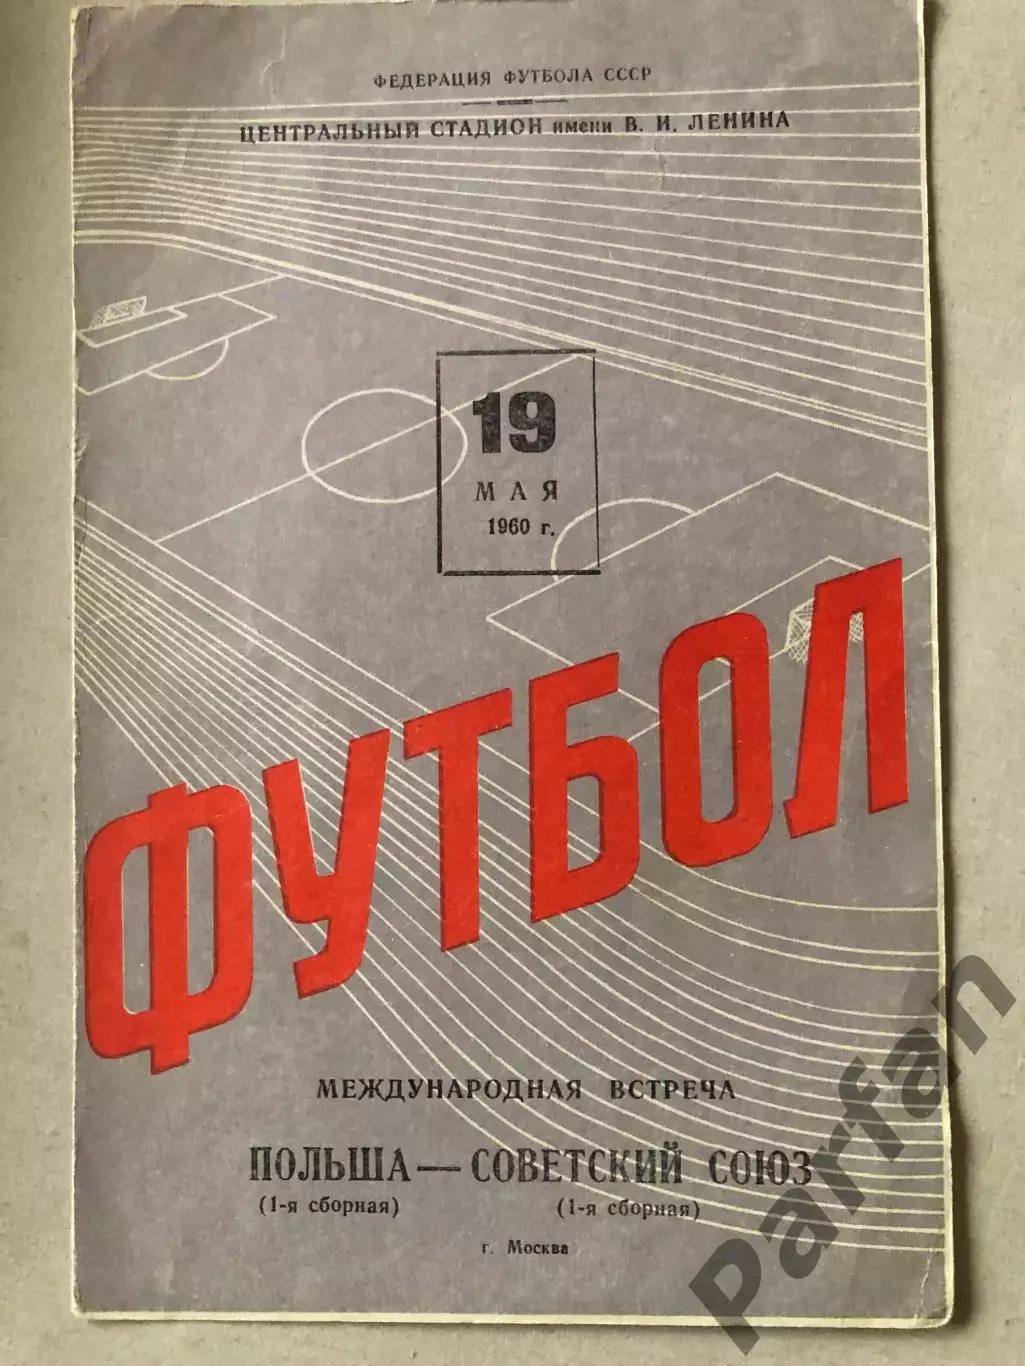 ФЕДЕРАЦИЯ ФУТБОЛА СССР
ЦЕНТРАЛЬНЫЙ СТАДИОН имени В. И. ЛЕНИНА
19
МАЯ
1960 г.
ФУТБОЛ
МЕЖДУНАРОДНАЯ ВСТРЕЧА
ПОЛЬША — СОВЕТСКИЙ СОЮЗ
(1-я сборная) (1-я сборная)
г. Москва
Parfan